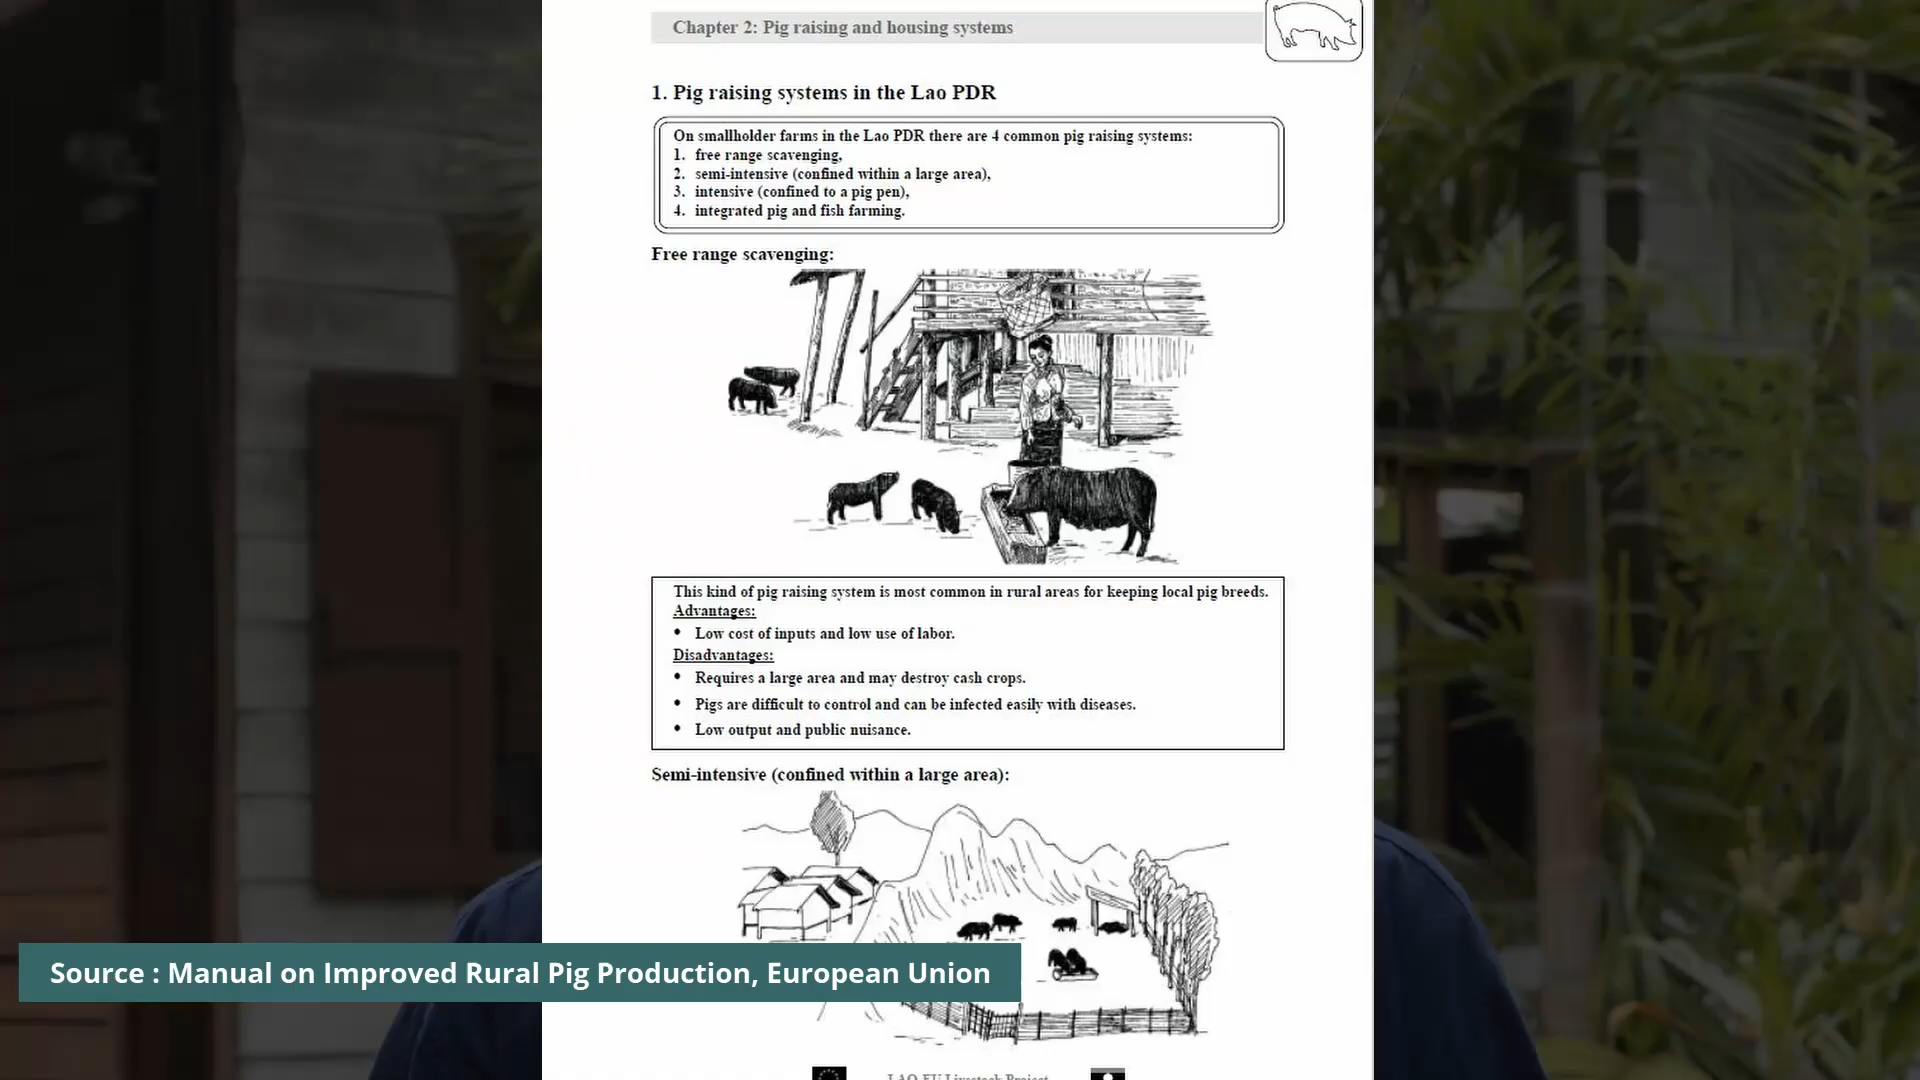 Chapter 2: Pig raising and housing systems
1. Pig raising systems in the Lao PDR
On smallholder farms in the Lao PDR there are 4 common pig raising systems:
1. free range scavenging,
2. semi-intensive (confined within a large area),
3. intensive (confined to a pig pen),
4. integrated pig and fish farming.
Free range scavenging:
This kind of pig raising system is most common in rural areas for keeping local pig breeds.
Advantages:
• Low cost of inputs and low use of labor.
Disadvantages:
• Requires a large area and may destroy cash crops.
• Pigs are difficult to control and can be infected easily with diseases.
• Low output and public nuisance.
Semi-intensive (confined within a large area):
Source : Manual on Improved Rural Pig Production, European Union
LAO-EU Livestock Project